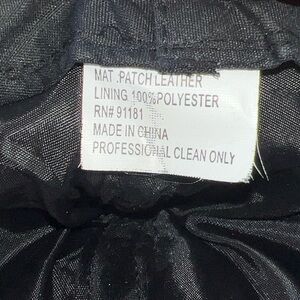 MAT.:PATCH LEATHER
LINING 100%POLYESTER
RN# 91181
MADE IN CHINA
PROFESSIONAL CLEAN ONLY